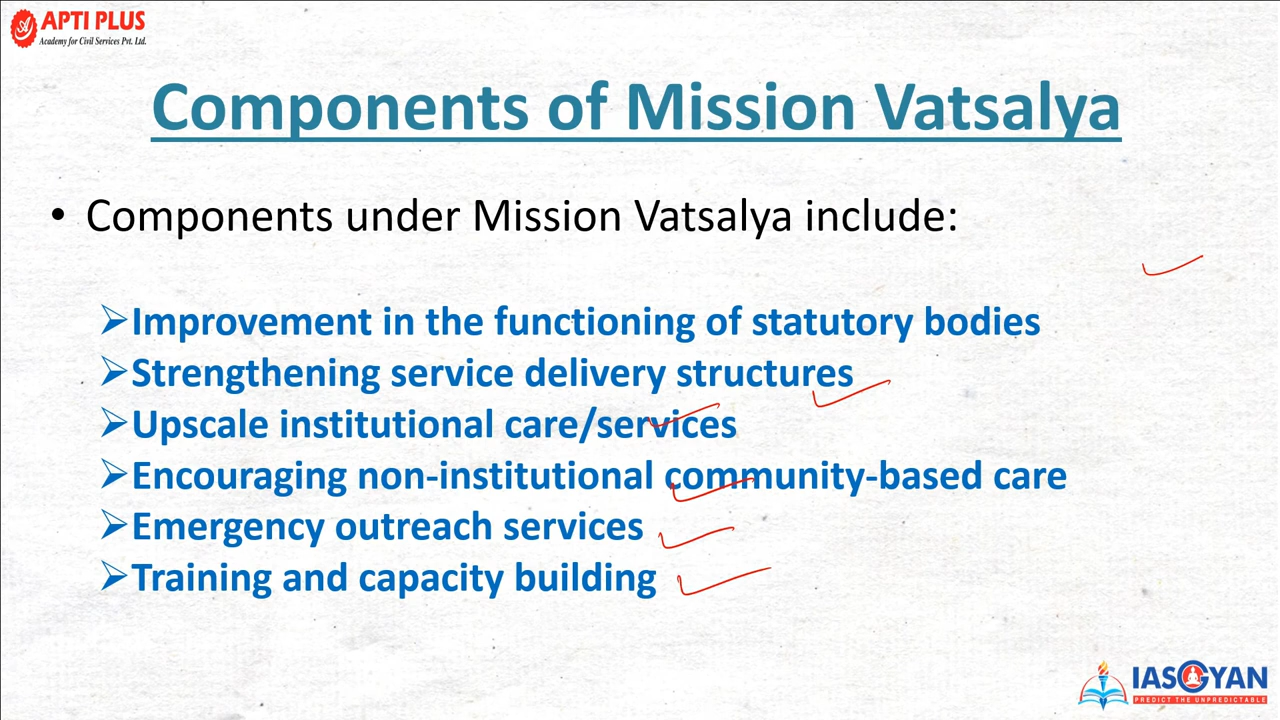 APTI PLUS
Academy for Civil Services Pvt. Ltd.
Components of Mission Vatsalya
• Components under Mission Vatsalya include:
➢Improvement in the functioning of statutory bodies
➢Strengthening service delivery structures
➢Upscale institutional care/services
➢Encouraging non-institutional community-based care
➢Emergency outreach services
➢Training and capacity building
IASGYAN
PREDICT THE UNPREDICTABLE